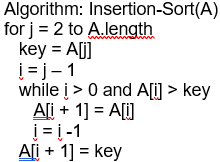 Algorithm: Insertion-Sort(A)
for j = 2 to A.length
key = A[j]
i = j – 1
while i > 0 and A[i] > key
A[i + 1] = A[i]
i = i -1
A[i + 1] = key